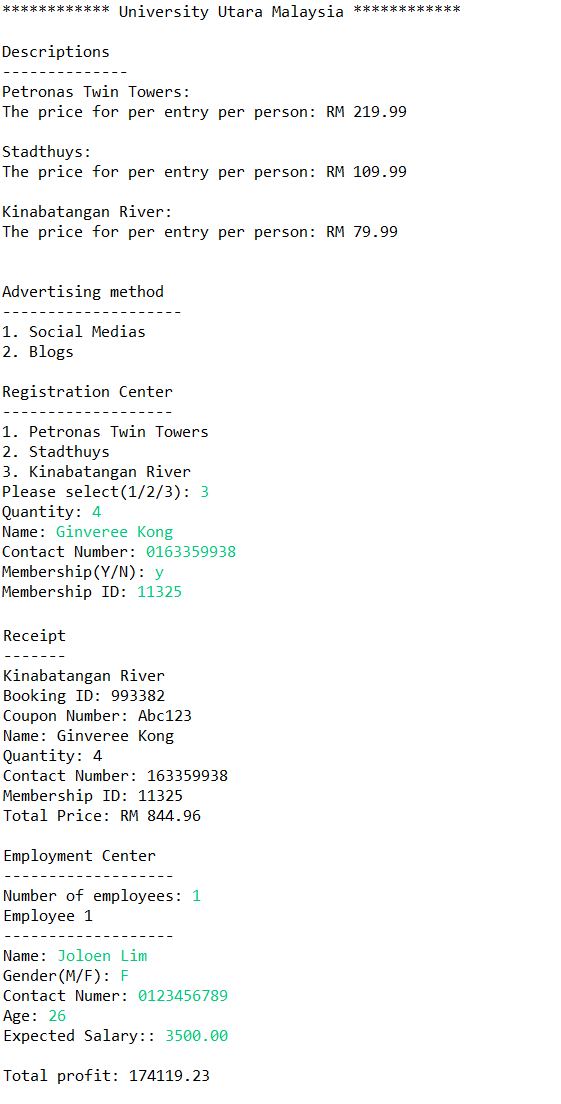 ************ University Utara Malaysia ************
Descriptions
--------------
Petronas Twin Towers:
The price for per entry per person: RM 219.99
Stadthuys:
The price for per entry per person: RM 109.99
Kinabatangan River:
The price for per entry per person: RM 79.99
Advertising method
--------------------
1. Social Medias
2. Blogs
Registration Center
-------------------
1. Petronas Twin Towers
2. Stadthuys
3. Kinabatangan River
Please select(1/2/3): 3
Quantity: 4
Name: Ginveree Kong
Contact Number: 0163359938
Membership(Y/N): y
Membership ID: 11325
Receipt
-------
Kinabatangan River
Booking ID: 993382
Coupon Number: Abc123
Name: Ginveree Kong
Quantity: 4
Contact Number: 163359938
Membership ID: 11325
Total Price: RM 844.96
Employment Center
-------------------
Number of employees: 1
Employee 1
-------------------
Name: Joloen Lim
Gender(M/F): F
Contact Numer: 0123456789
Age: 26
Expected Salary:: 3500.00
Total profit: 174119.23